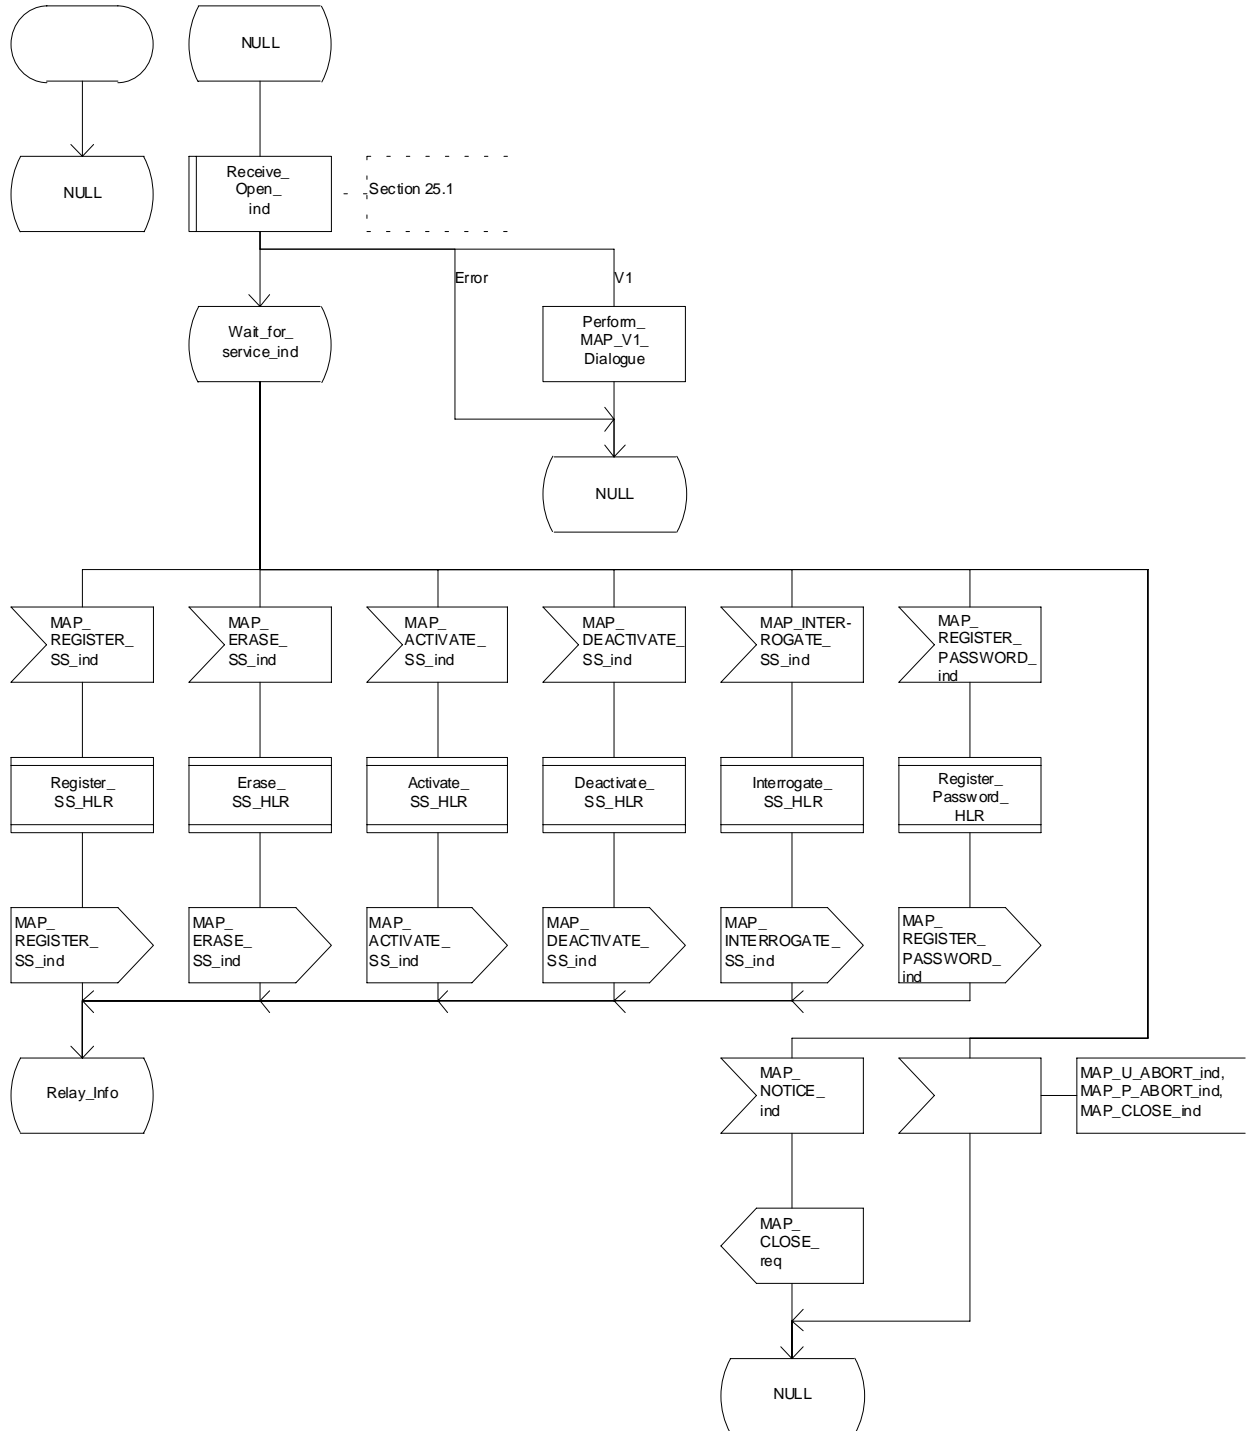 NULL
NULL
Receive_
Open_
ind
Section 25.1
Error
V1
Wait_for_
service_ind
Perform_
MAP_V1_
Dialogue
NULL
MAP_
REGISTER_
SS_ind
MAP_
ERASE_
SS_ind
MAP_
ACTIVATE_
SS_ind
MAP_
DEACTIVATE_
SS_ind
MAP_INTER-
ROGATE_
SS_ind
MAP_
REGISTER_
PASSWORD_
ind
Register_
SS_HLR
Erase_
SS_HLR
Activate_
SS_HLR
Deactivate_
SS_HLR
Interrogate_
SS_HLR
Register_
Password_
HLR
MAP_
REGISTER_
SS_ind
MAP_
ERASE_
SS_ind
MAP_
ACTIVATE_
SS_ind
MAP_
DEACTIVATE_
SS_ind
MAP_
INTERROGATE_
SS_ind
MAP_
REGISTER_
PASSWORD_
ind
Relay_Info
MAP_
NOTICE_
ind
MAP_U_ABORT_ind,
MAP_P_ABORT_ind,
MAP_CLOSE_ind
MAP_
CLOSE_
req
NULL